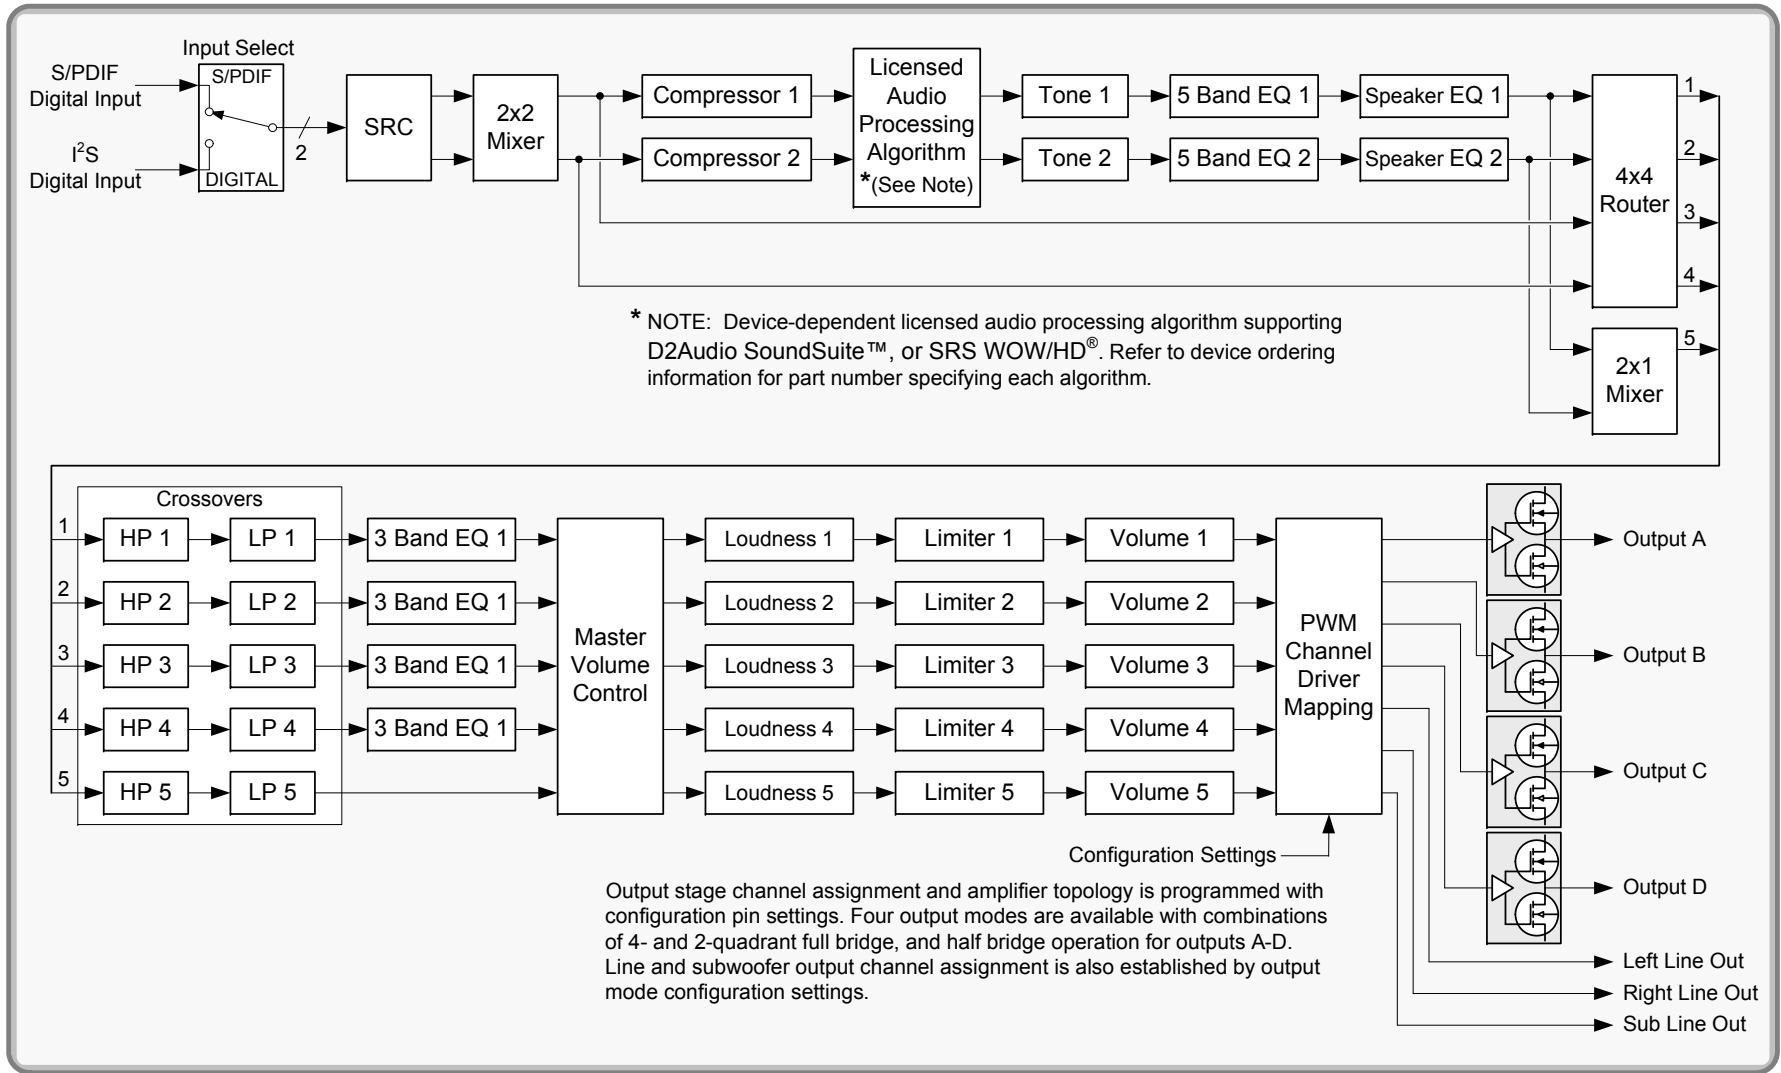 Input Select
S/PDIF
Digital Input
S/PDIF
I²S
Digital Input
DIGITAL
2
SRC
2x2
Mixer
Compressor 1
Compressor 2
Licensed
Audio
Processing
Algorithm
*(See Note)
Tone 1
Tone 2
5 Band EQ 1
5 Band EQ 2
Speaker EQ 1
Speaker EQ 2
4x4
Router
1
2
3
4
2x1
Mixer
5
* NOTE: Device-dependent licensed audio processing algorithm supporting
D2Audio SoundSuite™, or SRS WOW/HD®. Refer to device ordering
information for part number specifying each algorithm.
Crossovers
1
HP 1
LP 1
3 Band EQ 1
2
HP 2
LP 2
3 Band EQ 1
3
HP 3
LP 3
3 Band EQ 1
4
HP 4
LP 4
3 Band EQ 1
5
HP 5
LP 5
Master
Volume
Control
Loudness 1
Limiter 1
Volume 1
Loudness 2
Limiter 2
Volume 2
Loudness 3
Limiter 3
Volume 3
Loudness 4
Limiter 4
Volume 4
Loudness 5
Limiter 5
Volume 5
PWM
Channel
Driver
Mapping
Configuration Settings
Output A
Output B
Output C
Output D
Left Line Out
Right Line Out
Sub Line Out
Output stage channel assignment and amplifier topology is programmed with
configuration pin settings. Four output modes are available with combinations
of 4- and 2-quadrant full bridge, and half bridge operation for outputs A-D.
Line and subwoofer output channel assignment is also established by output
mode configuration settings.